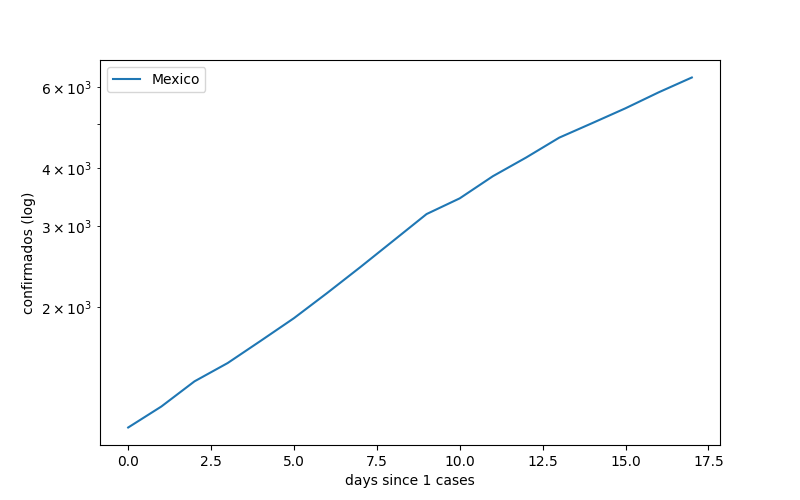 Mexico
6 × 10³
4 × 10³
3 × 10³
2 × 10³
confirmados (log)
0.0 2.5 5.0 7.5 10.0 12.5 15.0 17.5
days since 1 cases